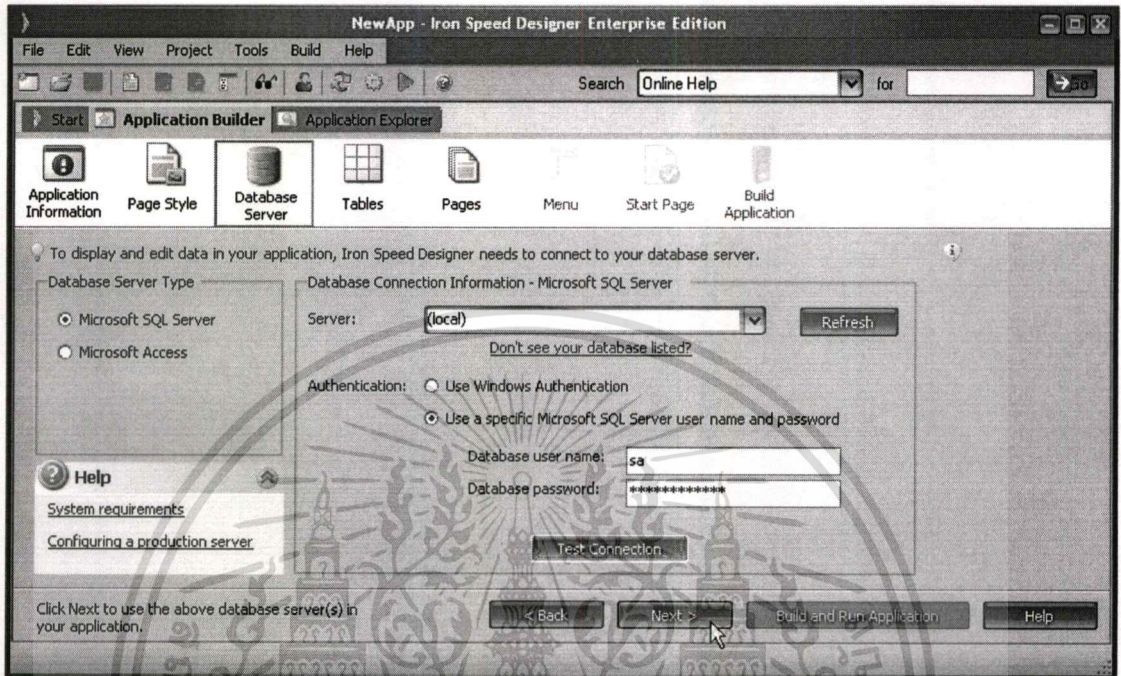 NewApp - Iron Speed Designer Enterprise Edition
File Edit View Project Tools Build Help
Search Online Help for Go
Start Application Builder Application Explorer
Application Information
Page Style
Database Server
Tables
Pages
Menu
Start Page
Build Application
To display and edit data in your application, Iron Speed Designer needs to connect to your database server.
Database Server Type
Microsoft SQL Server
Microsoft Access
Database Connection Information - Microsoft SQL Server
Server: (local) Refresh
Don't see your database listed?
Authentication: Use Windows Authentication
Use a specific Microsoft SQL Server user name and password
Database user name: sa
Database password: ************
Test Connection
Help
System requirements
Configuring a production server
Click Next to use the above database server(s) in
your application.
< Back Next > Build and Run Application Help